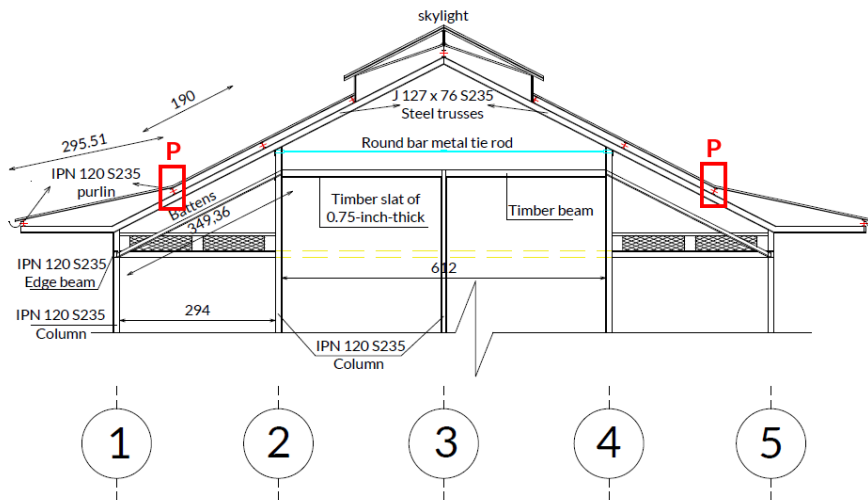 skylight
190
J 127 x 76 S235
Steel trusses
295.51
P
P
Round bar metal tie rod
IPN 120 S235
purlin
Battens
349,36
Timber slat of
0.75-inch-thick
Timber beam
IPN 120 S235
Edge beam
612
IPN 120 S235
Column
294
IPN 120 S235
Column
1
2
3
4
5